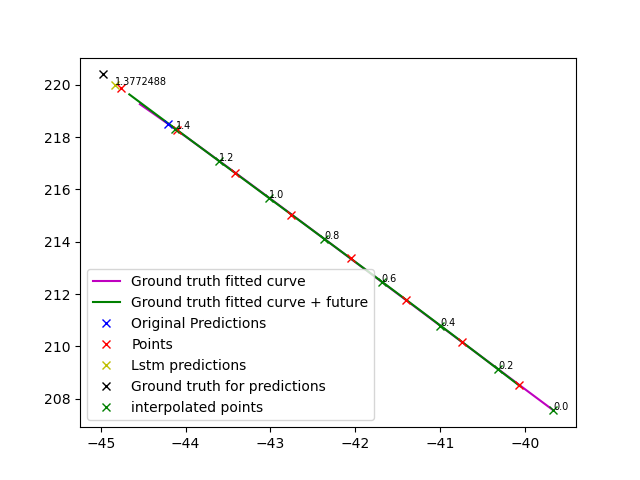 220
218
216
214
212
210
208
1.3772488
1.4
1.2
1.0
0.8
0.6
0.4
0.2
0.0
Ground truth fitted curve
Ground truth fitted curve + future
Original Predictions
Points
Lstm predictions
Ground truth for predictions
interpolated points
−45 −44 −43 −42 −41 −40